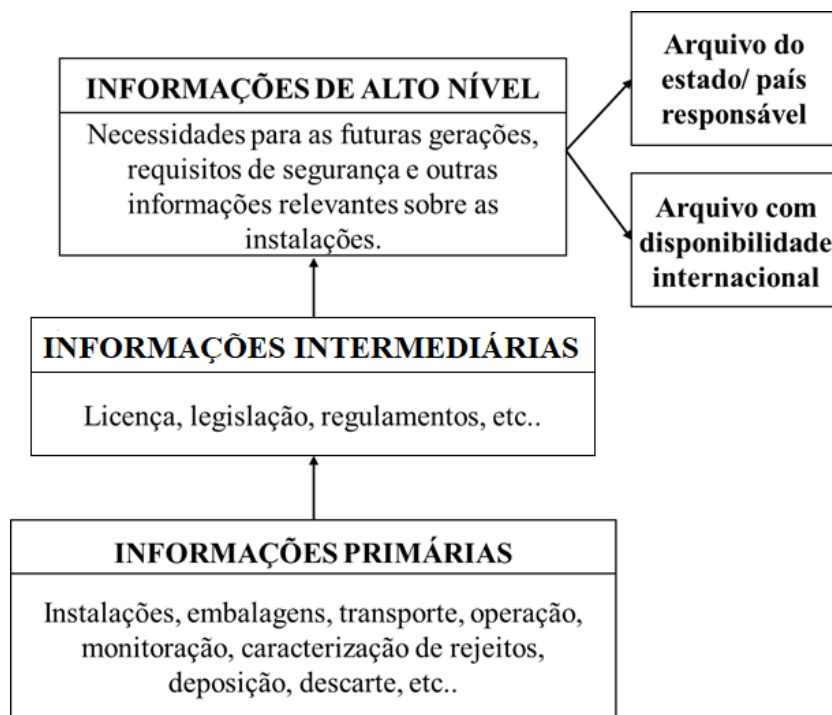 INFORMAÇÕES DE ALTO NÍVEL
Necessidades para as futuras gerações,
requisitos de segurança e outras
informações relevantes sobre as
instalações.
Arquivo do
estado/ país
responsável
Arquivo com
disponibilidade
internacional
INFORMAÇÕES INTERMEDIÁRIAS
Licença, legislação, regulamentos, etc..
INFORMAÇÕES PRIMÁRIAS
Instalações, embalagens, transporte, operação,
monitoração, caracterização de rejeitos,
deposição, descarte, etc..